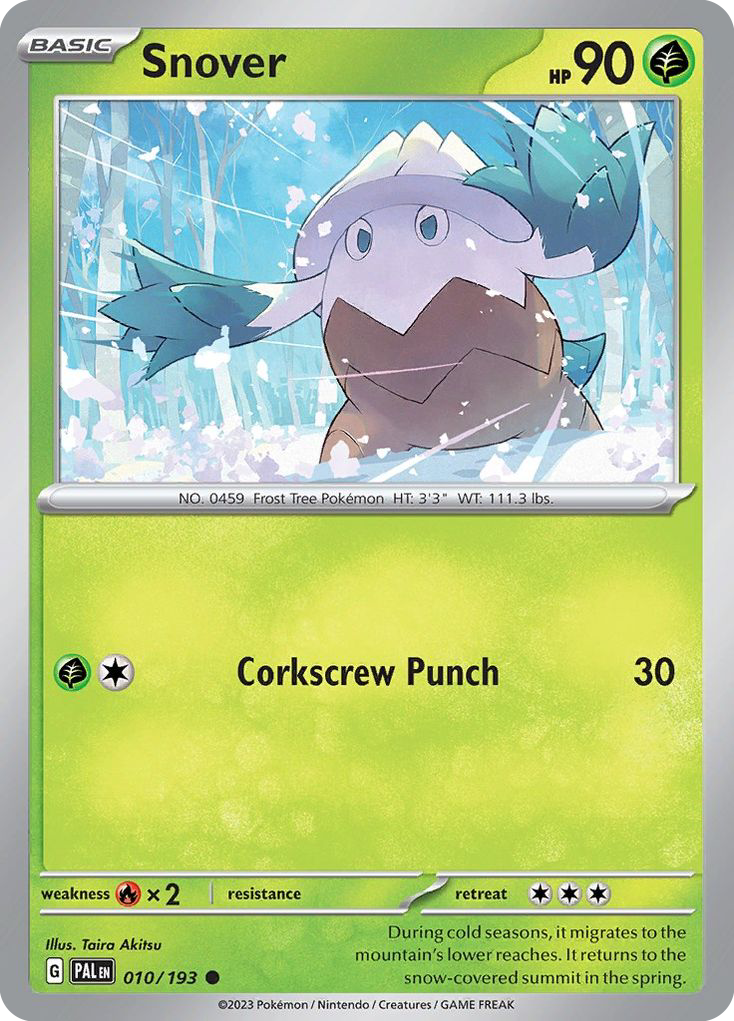 BASIC
Snover
HP 90
NO. 0459 Frost Tree Pokémon HT: 3'3" WT: 111.3 lbs.
Corkscrew Punch 30
weakness ×2 resistance retreat
Illus. Taira Akitsu
During cold seasons, it migrates to the
mountain's lower reaches. It returns to the
snow-covered summit in the spring.
G PAL EN 010/193
©2023 Pokémon / Nintendo / Creatures / GAME FREAK